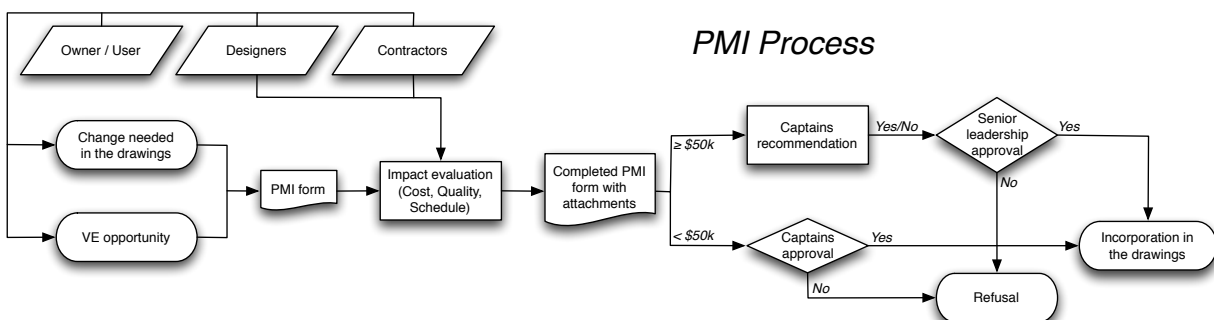 PMI Process
Owner / User
Designers
Contractors
Change needed
in the drawings
VE opportunity
PMI form
Impact evaluation
(Cost, Quality,
Schedule)
Completed PMI
form with
attachments
≥ $50k
Captains
recommendation
Yes/No
Senior
leadership
approval
Yes
No
< $50k
Captains
approval
Yes
No
Incorporation in
the drawings
Refusal